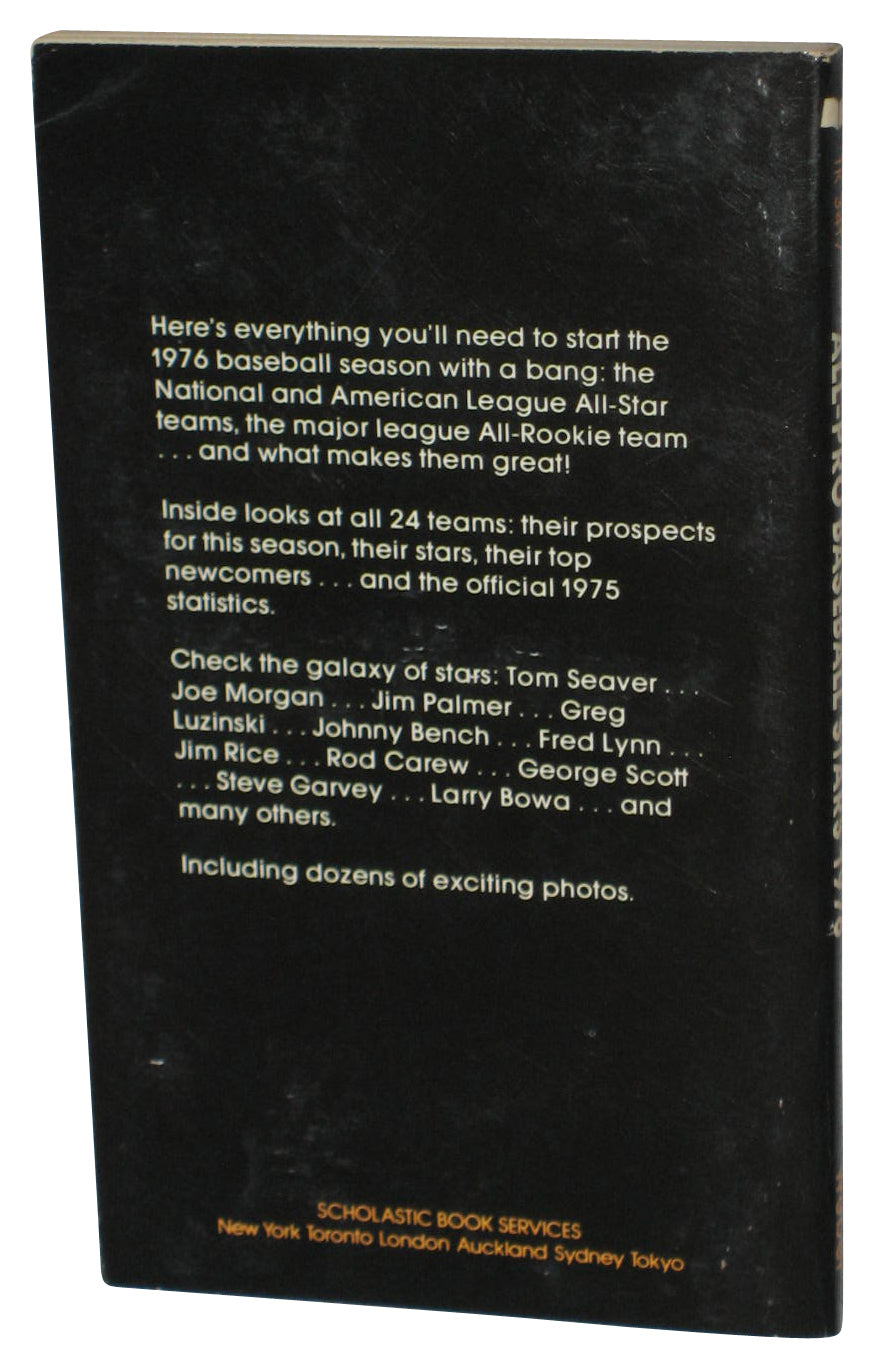 Here's everything you'll need to start the
1976 baseball season with a bang: the
National and American League All-Star
teams, the major league All-Rookie team
. . . and what makes them great!
Inside looks at all 24 teams: their prospects
for this season, their stars, their top
newcomers . . . and the official 1975
statistics.
Check the galaxy of stars: Tom Seaver . . .
Joe Morgan . . . Jim Palmer . . . Greg
Luzinski . . . Johnny Bench . . . Fred Lynn . . .
Jim Rice . . . Rod Carew . . . George Scott
. . . Steve Garvey . . . Larry Bowa . . . and
many others.
Including dozens of exciting photos.
SCHOLASTIC BOOK SERVICES
New York Toronto London Auckland Sydney Tokyo
ALL-PRO BASEBALL STARS 1976